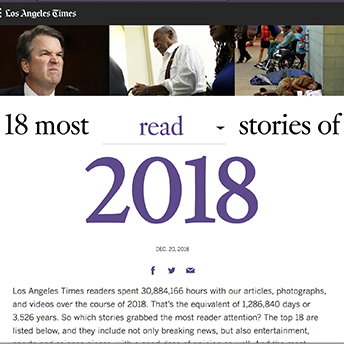 Los Angeles Times
18 most read stories of
2018
DEC. 20, 2018
Los Angeles Times readers spent 30,884,166 hours with our articles, photographs,
and videos over the course of 2018. That's the equivalent of 1,286,840 days or
3,526 years. So which stories grabbed the most reader attention? The top 18 are
listed below, and they include not only breaking news, but also entertainment,